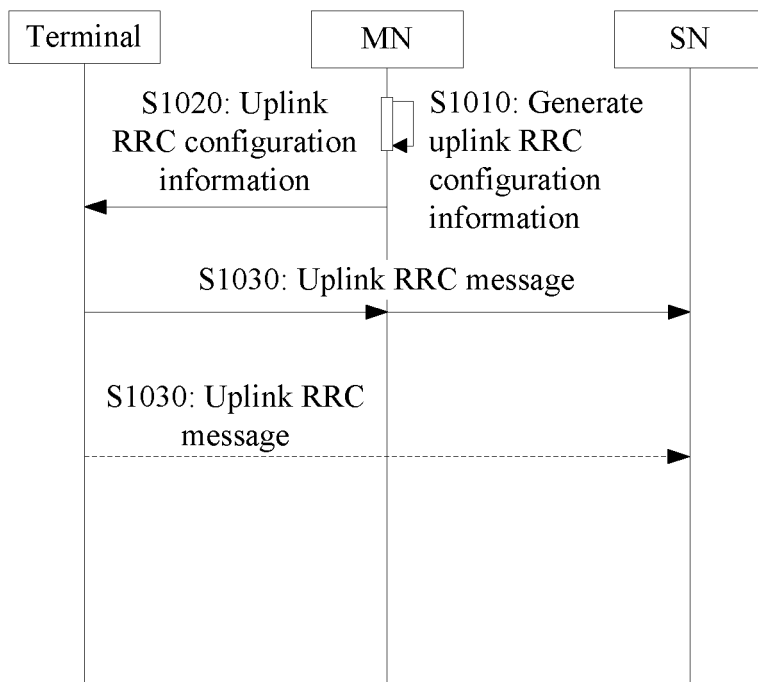 Terminal
MN
SN
S1020: Uplink
RRC configuration
information
S1010: Generate
uplink RRC
configuration
information
S1030: Uplink RRC message
S1030: Uplink RRC
message